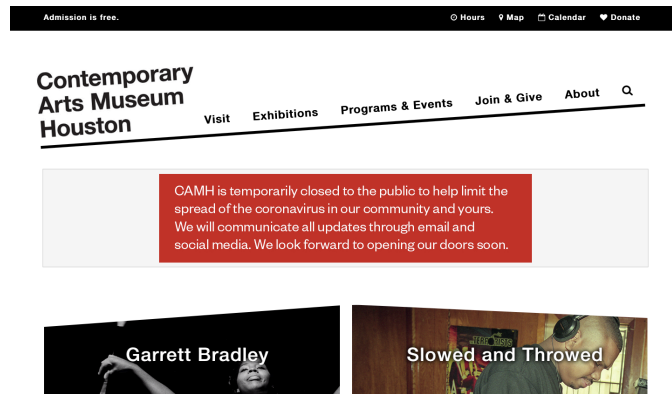 Admission is free.
Hours Map Calendar Donate
Contemporary
Arts Museum
Houston
Visit Exhibitions Programs & Events Join & Give About
CAMH is temporarily closed to the public to help limit the
spread of the coronavirus in our community and yours.
We will communicate all updates through email and
social media. We look forward to opening our doors soon.
Garrett Bradley
Slowed and Throwed